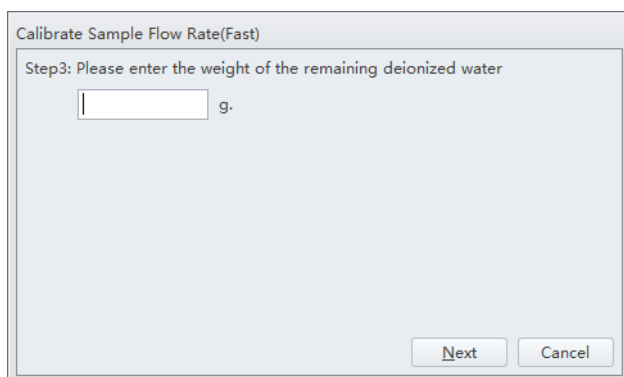 Calibrate Sample Flow Rate(Fast)
Step3: Please enter the weight of the remaining deionized water
g.
Next Cancel